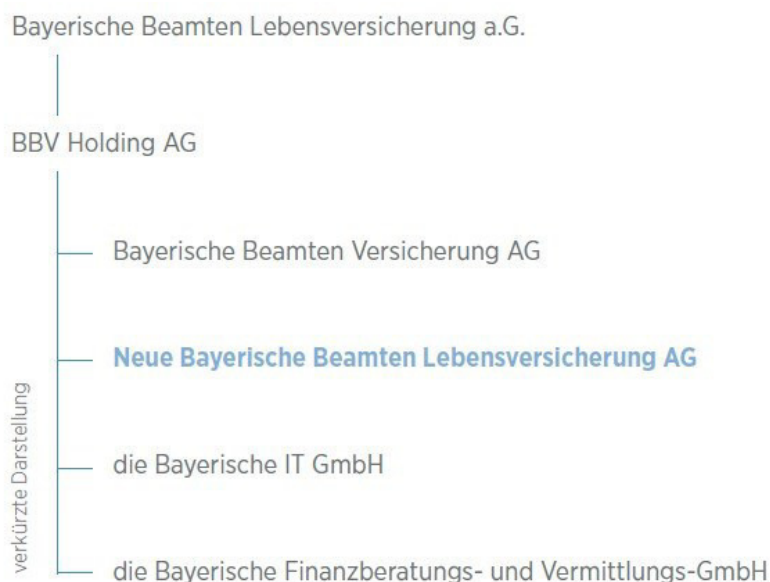 Bayerische Beamten Lebensversicherung a.G.
BBV Holding AG
Bayerische Beamten Versicherung AG
Neue Bayerische Beamten Lebensversicherung AG
die Bayerische IT GmbH
die Bayerische Finanzberatungs- und Vermittlungs-GmbH
verkürzte Darstellung